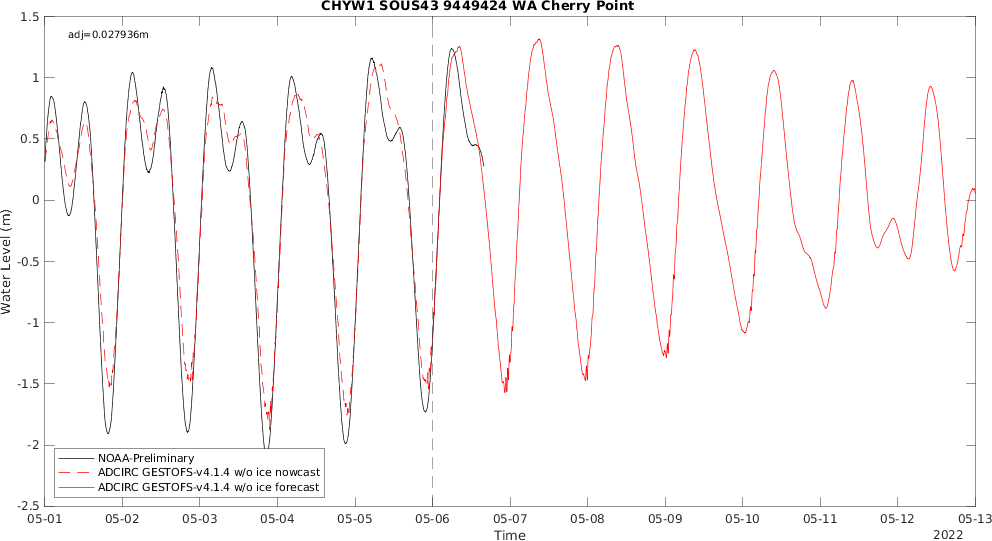 CHYW1 SOUS43 9449424 WA Cherry Point
adj=0.027936m
1.5
1
0.5
0
-0.5
-1
-1.5
-2
-2.5
Water Level (m)
NOAA-Preliminary
ADCIRC GESTOFS-v4.1.4 w/o ice nowcast
ADCIRC GESTOFS-v4.1.4 w/o ice forecast
05-01 05-02 05-03 05-04 05-05 05-06 05-07 05-08 05-09 05-10 05-11 05-12 05-13
Time
2022